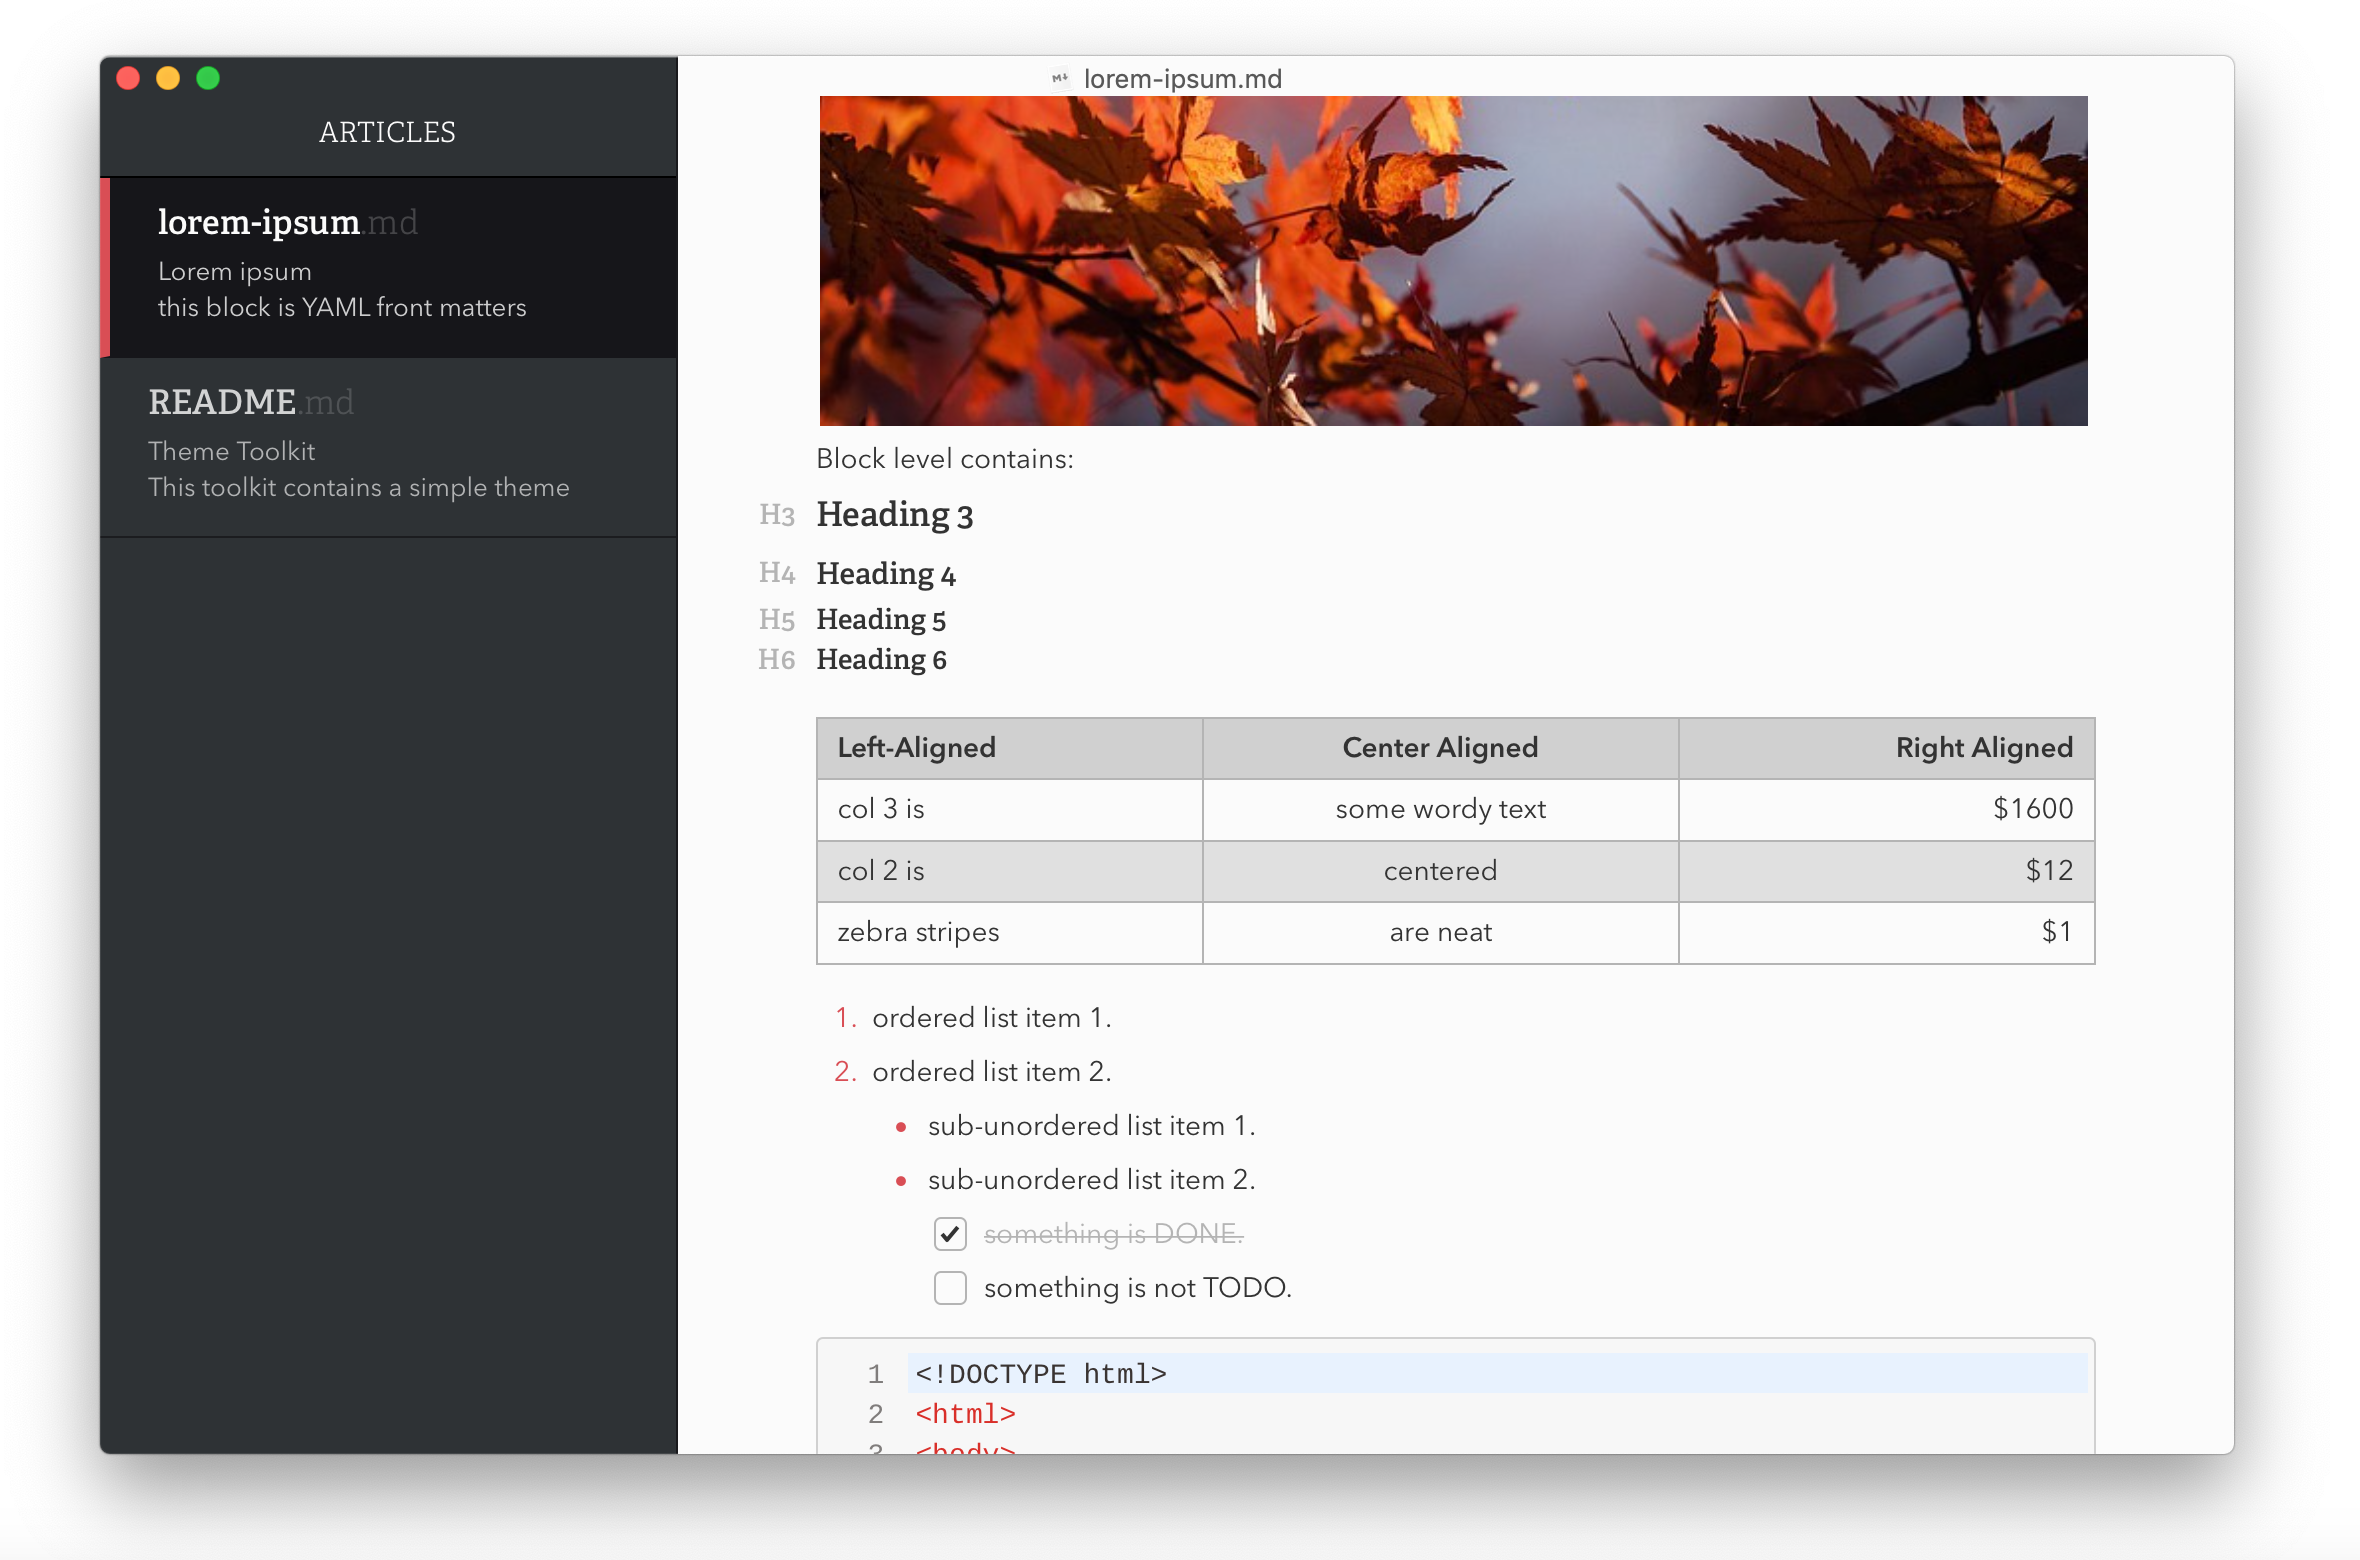 lorem-ipsum.md
ARTICLES
lorem-ipsum.md
Lorem ipsum
this block is YAML front matters
README.md
Theme Toolkit
This toolkit contains a simple theme
Block level contains:
H3 Heading 3
H4 Heading 4
H5 Heading 5
H6 Heading 6
Left-Aligned Center Aligned Right Aligned
col 3 is some wordy text $1600
col 2 is centered $12
zebra stripes are neat $1
1. ordered list item 1.
2. ordered list item 2.
• sub-unordered list item 1.
• sub-unordered list item 2.
something is DONE.
something is not TODO.
1 <!DOCTYPE html>
2 <html>
3 <body>